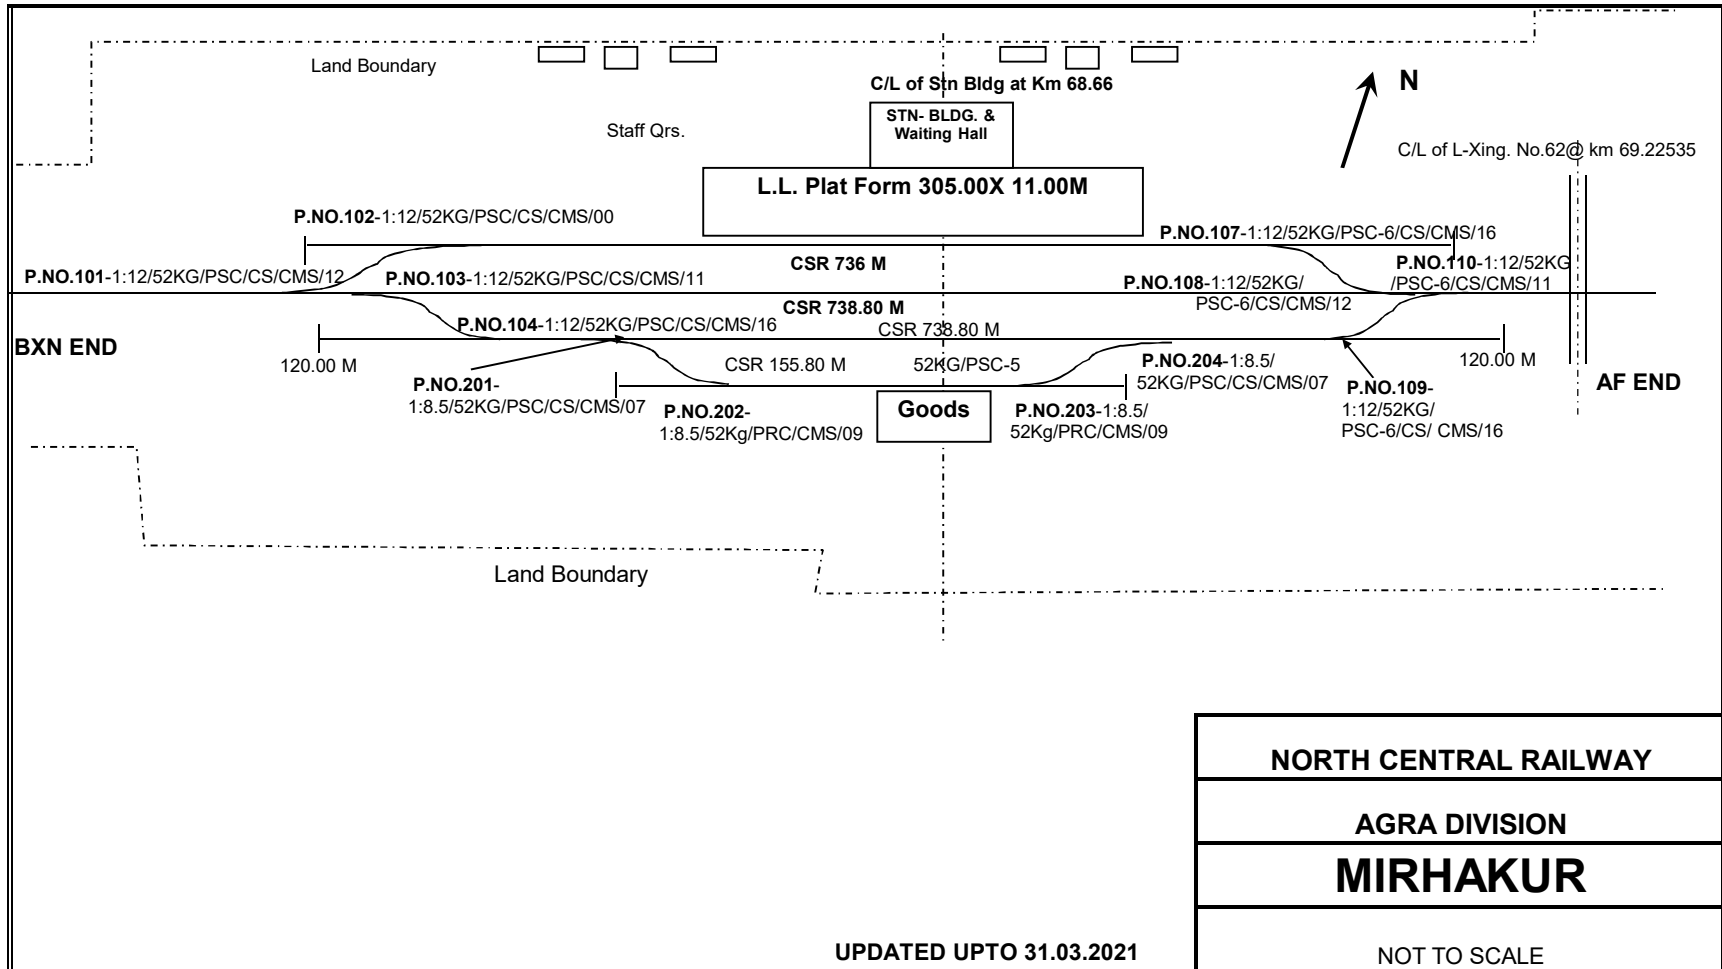 Land Boundary
C/L of Stn Bldg at Km 68.66
N
STN- BLDG. &
Waiting Hall
Staff Qrs.
C/L of L-Xing. No.62@ km 69.22535
L.L. Plat Form 305.00X 11.00M
P.NO.102-1:12/52KG/PSC/CS/CMS/00
P.NO.107-1:12/52KG/PSC-6/CS/CMS/16
P.NO.101-1:12/52KG/PSC/CS/CMS/12
P.NO.103-1:12/52KG/PSC/CS/CMS/11
CSR 736 M
P.NO.110-1:12/52KG
/PSC-6/CS/CMS/11
P.NO.108-1:12/52KG/
PSC-6/CS/CMS/12
CSR 738.80 M
P.NO.104-1:12/52KG/PSC/CS/CMS/16
CSR 738.80 M
BXN END
120.00 M
CSR 155.80 M
52KG/PSC-5
P.NO.204-1:8.5/
52KG/PSC/CS/CMS/07
120.00 M
AF END
P.NO.201-
1:8.5/52KG/PSC/CS/CMS/07
P.NO.202-
1:8.5/52Kg/PRC/CMS/09
Goods
P.NO.203-1:8.5/
52Kg/PRC/CMS/09
P.NO.109-
1:12/52KG/
PSC-6/CS/ CMS/16
Land Boundary
NORTH CENTRAL RAILWAY
AGRA DIVISION
MIRHAKUR
UPDATED UPTO 31.03.2021
NOT TO SCALE